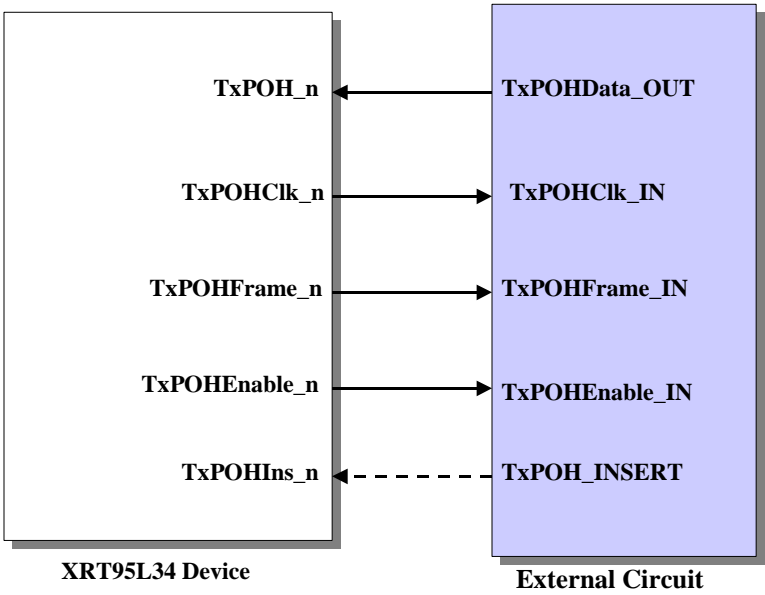 TxPOH_n
TxPOHData_OUT
TxPOHClk_n
TxPOHClk_IN
TxPOHFrame_n
TxPOHFrame_IN
TxPOHEnable_n
TxPOHEnable_IN
TxPOHIns_n
TxPOH_INSERT
XRT95L34 Device
External Circuit